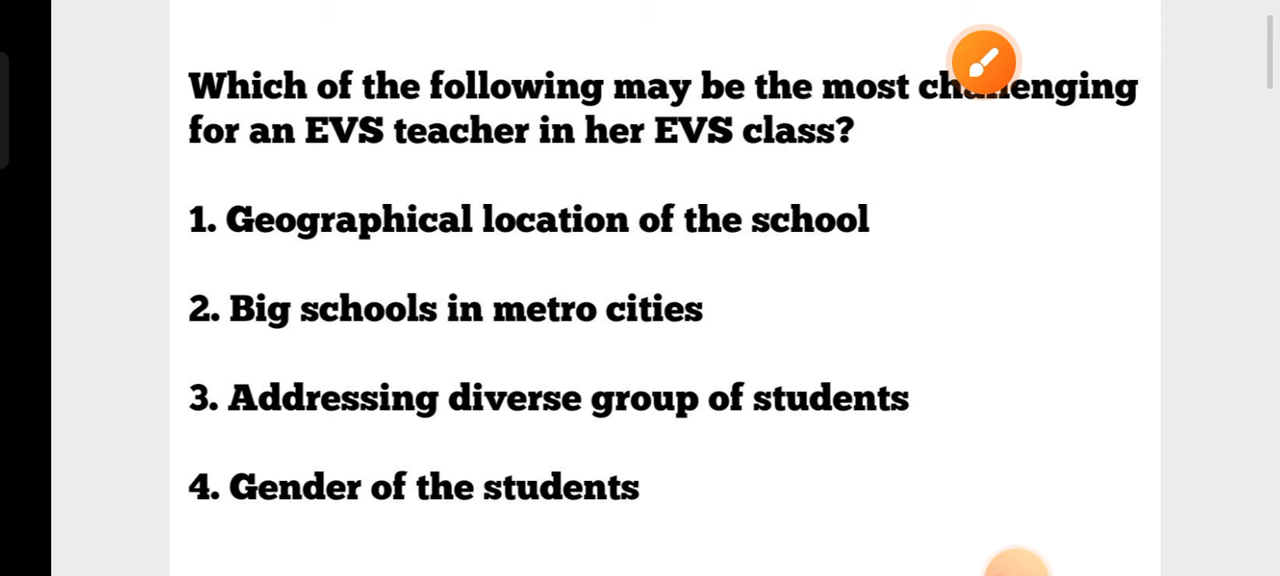 Which of the following may be the most challenging
for an EVS teacher in her EVS class?
1. Geographical location of the school
2. Big schools in metro cities
3. Addressing diverse group of students
4. Gender of the students